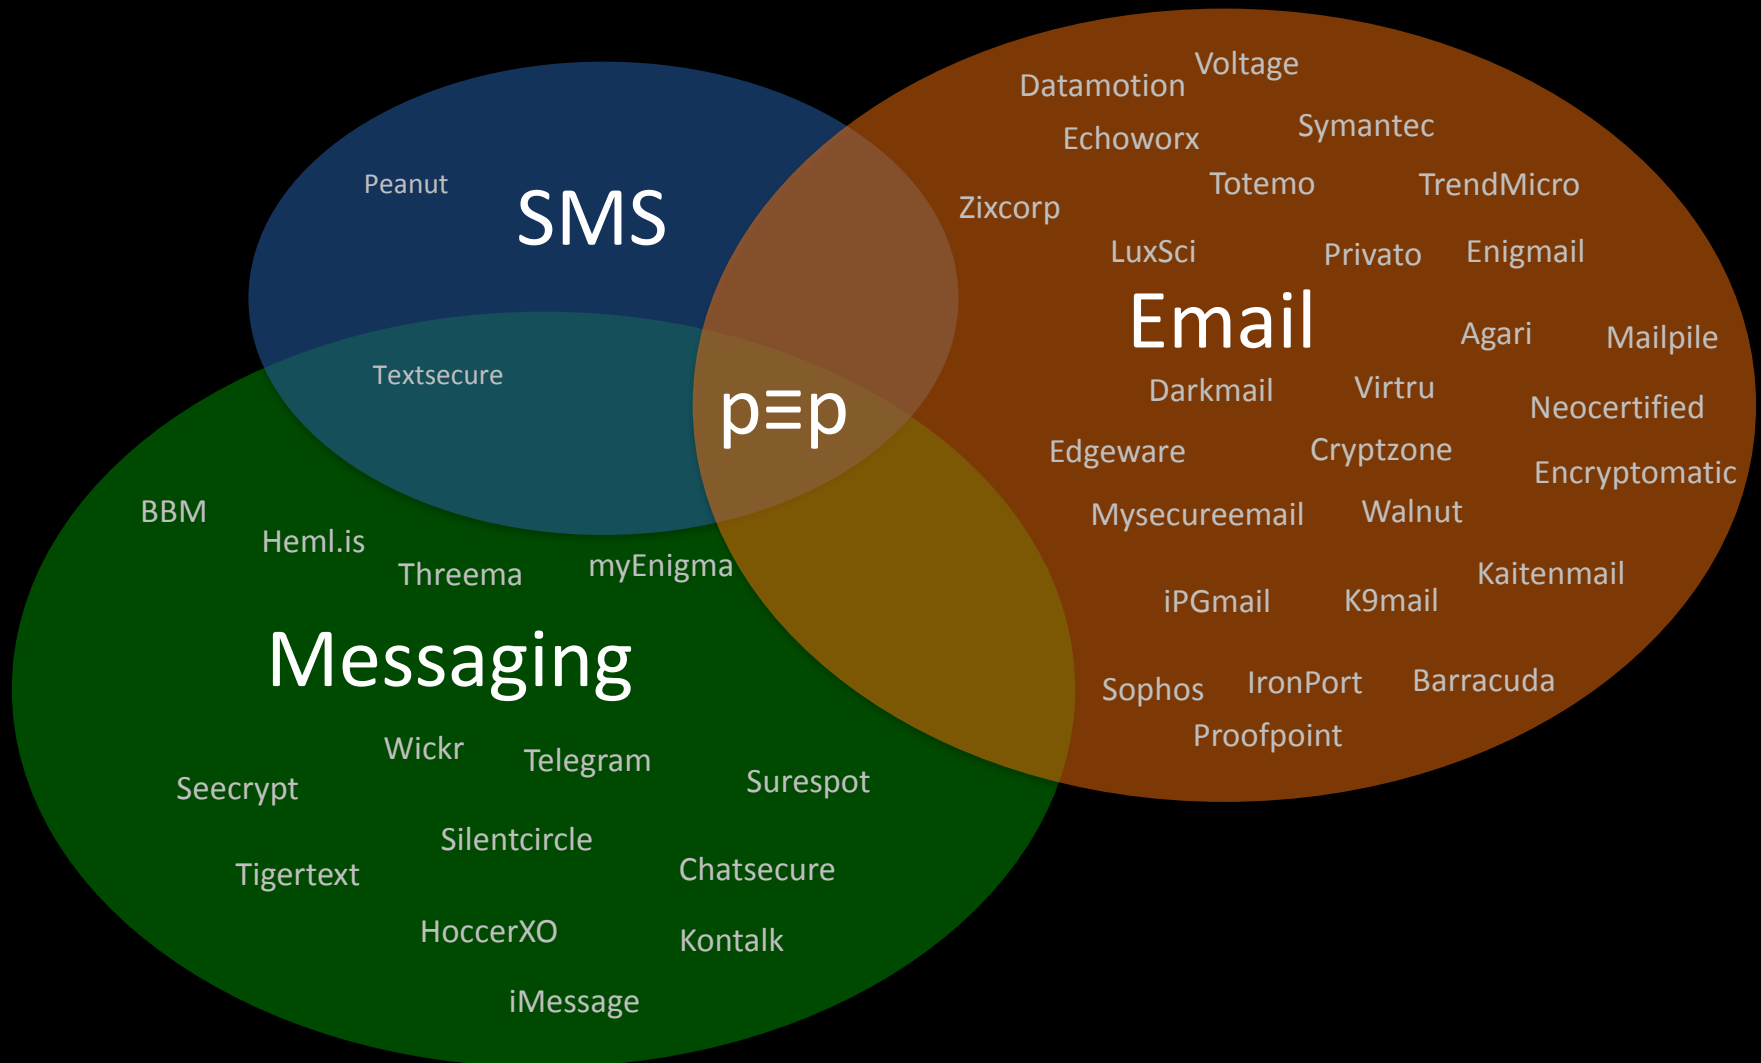 Peanut
SMS
Textsecure
p≡p
Voltage
Datamotion
Symantec
Echoworx
Totemo
TrendMicro
Zixcorp
LuxSci
Privato
Enigmail
Email
Agari
Mailpile
Darkmail
Virtru
Neocertified
Edgeware
Cryptzone
Encryptomatic
Mysecureemail
Walnut
Kaitenmail
iPGmail
K9mail
Sophos
IronPort
Barracuda
Proofpoint
BBM
Heml.is
Threema
myEnigma
Messaging
Wickr
Telegram
Surespot
Seecrypt
Silentcircle
Tigertext
Chatsecure
HoccerXO
Kontalk
iMessage